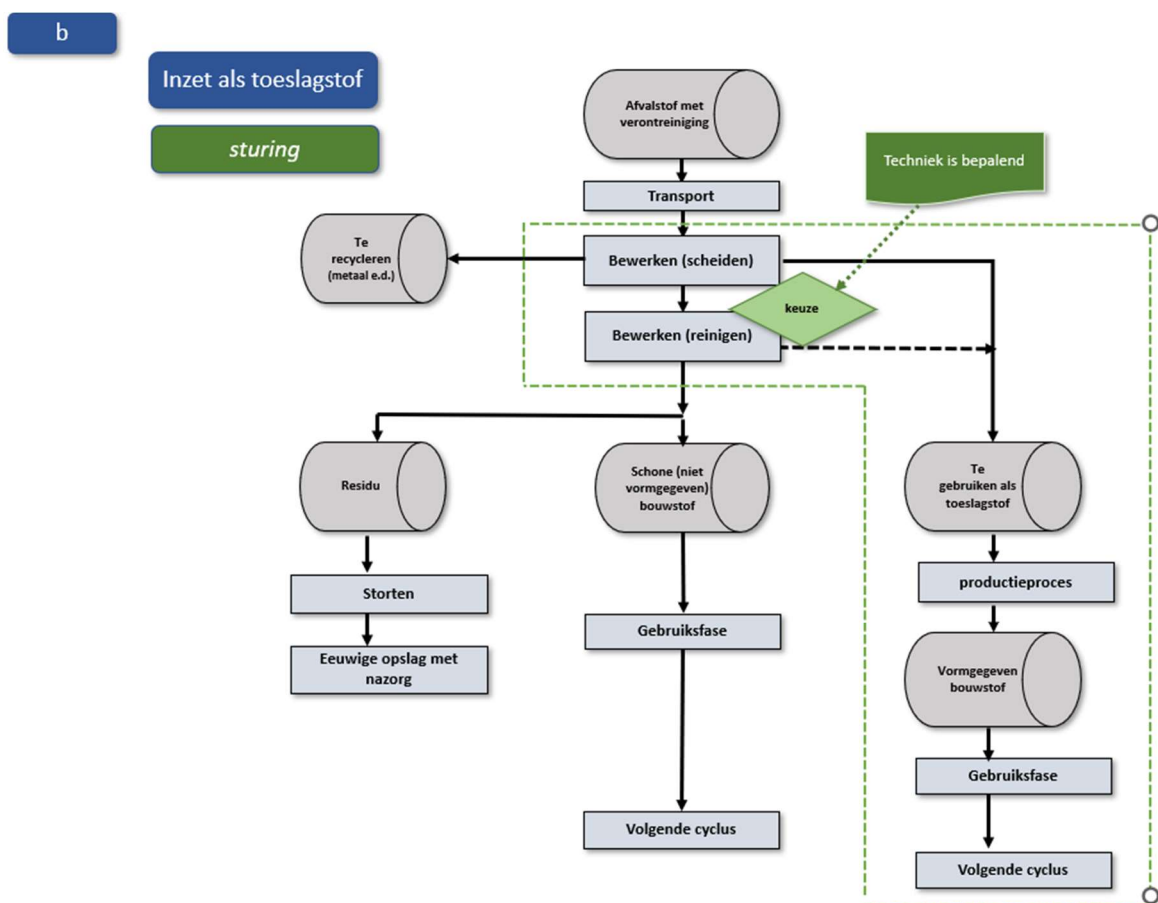 b
Inzet als toeslagstof
sturing
Afvalstof met
verontreiniging
Techniek is bepalend
Transport
Te
recycleren
(metaal e.d.)
Bewerken (scheiden)
keuze
Bewerken (reinigen)
Residu
Schone (niet
vormgegeven)
bouwstof
Te
gebruiken als
toeslagstof
Storten
productieproces
Gebruiksfase
Eeuwige opslag met
nazorg
Vormgegeven
bouwstof
Gebruiksfase
Volgende cyclus
Volgende cyclus